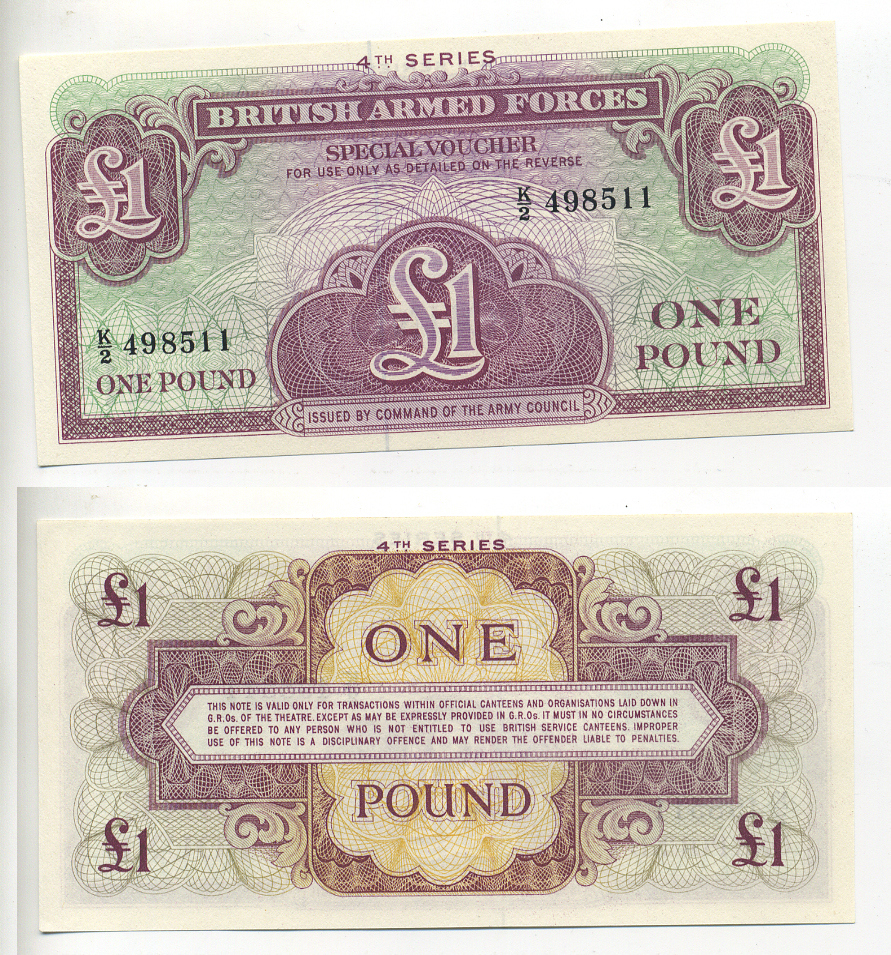 4TH SERIES
BRITISH ARMED FORCES
SPECIAL VOUCHER
FOR USE ONLY AS DETAILED ON THE REVERSE
£1
£1
K/2 498511
£1
K/2 498511
ONE POUND
ONE
POUND
ISSUED BY COMMAND OF THE ARMY COUNCIL
4TH SERIES
£1
£1
ONE
THIS NOTE IS VALID ONLY FOR TRANSACTIONS WITHIN OFFICIAL CANTEENS AND ORGANISATIONS LAID DOWN IN
G.R.Os. OF THE THEATRE. EXCEPT AS MAY BE EXPRESSLY PROVIDED IN G.R.Os. IT MUST IN NO CIRCUMSTANCES
BE OFFERED TO ANY PERSON WHO IS NOT ENTITLED TO USE BRITISH SERVICE CANTEENS. IMPROPER
USE OF THIS NOTE IS A DISCIPLINARY OFFENCE AND MAY RENDER THE OFFENDER LIABLE TO PENALTIES.
POUND
£1
£1